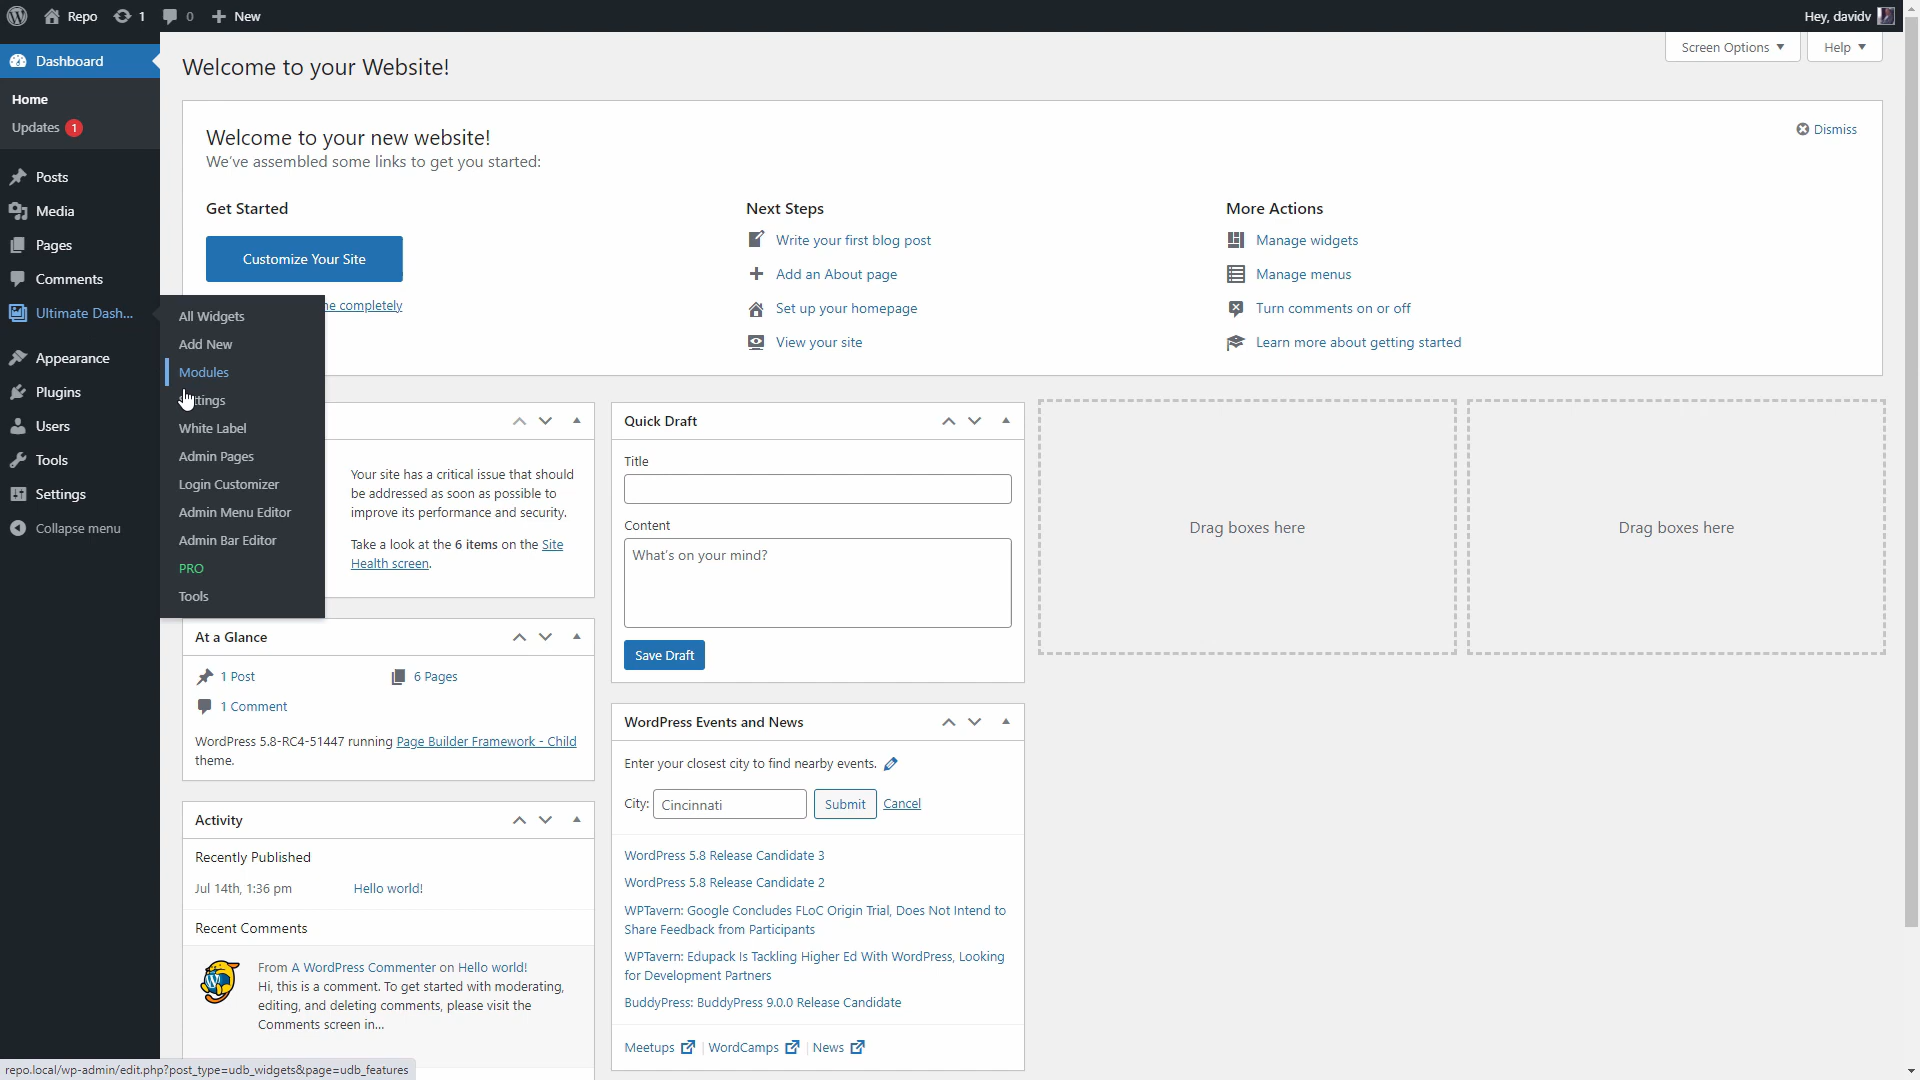 Repo
1
0
New
Hey, davidv
Dashboard
Home
Updates 1
Posts
Media
Pages
Comments
Ultimate Dash...
Appearance
Plugins
Users
Tools
Settings
Collapse menu
All Widgets
Add New
Modules
ttings
White Label
Admin Pages
Login Customizer
Admin Menu Editor
Admin Bar Editor
PRO
Tools
Screen Options
Help
Welcome to your Website!
Welcome to your new website!
We've assembled some links to get you started:
Dismiss
Get Started
Customize Your Site
me completely
Next Steps
Write your first blog post
Add an About page
Set up your homepage
View your site
More Actions
Manage widgets
Manage menus
Turn comments on or off
Learn more about getting started
Your site has a critical issue that should
be addressed as soon as possible to
improve its performance and security.
Take a look at the 6 items on the Site
Health screen.
At a Glance
1 Post
6 Pages
1 Comment
WordPress 5.8-RC4-51447 running Page Builder Framework - Child
theme.
Activity
Recently Published
Jul 14th, 1:36 pm
Hello world!
Recent Comments
From A WordPress Commenter on Hello world!
Hi, this is a comment. To get started with moderating,
editing, and deleting comments, please visit the
Comments screen in...
Quick Draft
Title
Content
What's on your mind?
Save Draft
WordPress Events and News
Enter your closest city to find nearby events.
City: Cincinnati Submit Cancel
WordPress 5.8 Release Candidate 3
WordPress 5.8 Release Candidate 2
WPTavern: Google Concludes FLoC Origin Trial, Does Not Intend to
Share Feedback from Participants
WPTavern: Edupack Is Tackling Higher Ed With WordPress, Looking
for Development Partners
BuddyPress: BuddyPress 9.0.0 Release Candidate
Meetups | WordCamps | News
Drag boxes here
Drag boxes here
repo.local/wp-admin/edit.php?post_type=udb_widgets&page=udb_features